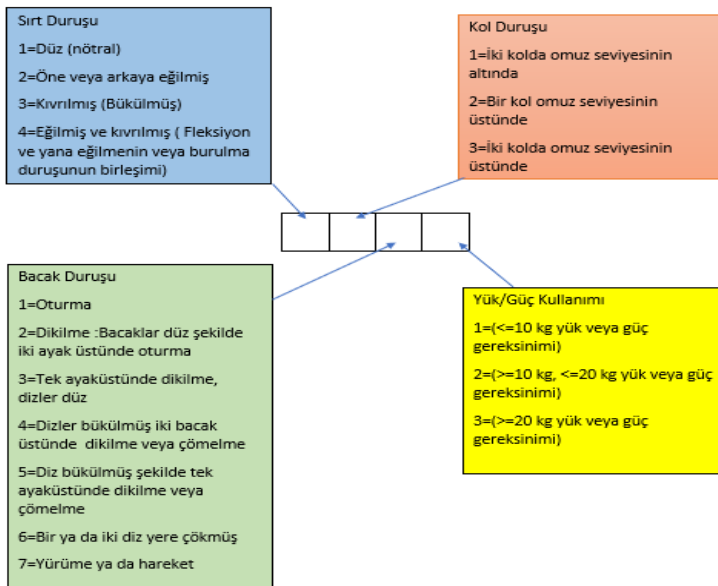 Sırt Duruşu
1=Düz (nötral)
2=Öne veya arkaya eğilmiş
3=Kıvrılmış (Bükülmüş)
4=Eğilmiş ve kıvrılmış ( Fleksiyon
ve yana eğilmenin veya burulma
duruşunun birleşimi)
Kol Duruşu
1=İki kolda omuz seviyesinin
altında
2=Bir kol omuz seviyesinin
üstünde
3=İki kolda omuz seviyesinin
üstünde
Bacak Duruşu
1=Oturma
2=Dikilme :Bacaklar düz şekilde
iki ayak üstünde oturma
3=Tek ayaküstünde dikilme,
dizler düz
4=Dizler bükülmüş iki bacak
üstünde dikilme veya çömelme
5=Diz bükülmüş şekilde tek
ayaküstünde dikilme veya
çömelme
6=Bir ya da iki diz yere çökmüş
7=Yürüme ya da hareket
Yük/Güç Kullanımı
1=(<=10 kg yük veya güç
gereksinimi)
2=(>=10 kg, <=20 kg yük veya güç
gereksinimi)
3=(>=20 kg yük veya güç
gereksinimi)